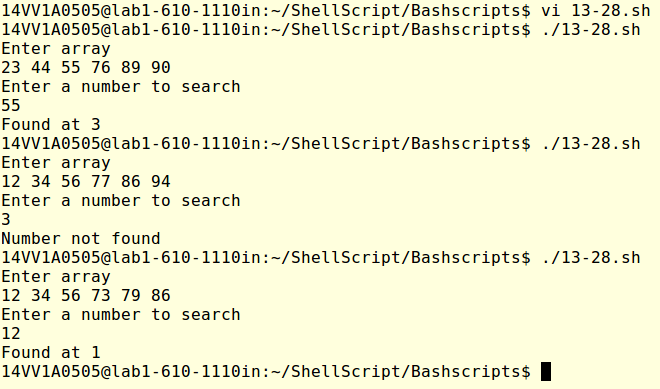 14VV1A0505@lab1-610-1110in:~/ShellScript/Bashscripts$ vi 13-28.sh
14VV1A0505@lab1-610-1110in:~/ShellScript/Bashscripts$ ./13-28.sh
Enter array
23 44 55 76 89 90
Enter a number to search
55
Found at 3
14VV1A0505@lab1-610-1110in:~/ShellScript/Bashscripts$ ./13-28.sh
Enter array
12 34 56 77 86 94
Enter a number to search
3
Number not found
14VV1A0505@lab1-610-1110in:~/ShellScript/Bashscripts$ ./13-28.sh
Enter array
12 34 56 73 79 86
Enter a number to search
12
Found at 1
14VV1A0505@lab1-610-1110in:~/ShellScript/Bashscripts$